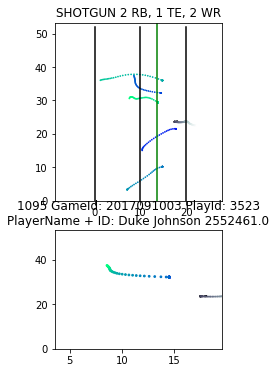 SHOTGUN 2 RB, 1 TE, 2 WR
50
40
30
20
10
0
0 10 20
1095 GameId: 2017091003 PlayId: 3523
PlayerName + ID: Duke Johnson 2552461.0
40
20
0
5 10 15